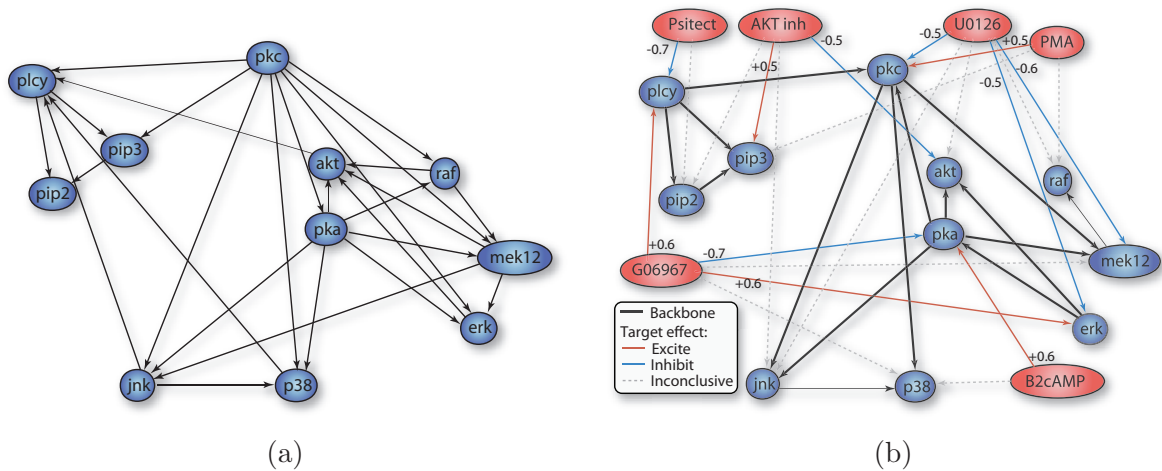 pkc
plcy
pip3
pip2
akt
raf
pka
mek12
erk
jnk
p38
(a)
Psitect
AKT inh
U0126
PMA
-0.7
+0.5
-0.5
-0.5
+0.5
-0.6
-0.5
pkc
plcy
pip3
pip2
akt
raf
pka
mek12
+0.6
-0.7
G06967
+0.6
erk
Backbone
Target effect:
Excite
Inhibit
Inconclusive
jnk
p38
+0.6
B2cAMP
(b)